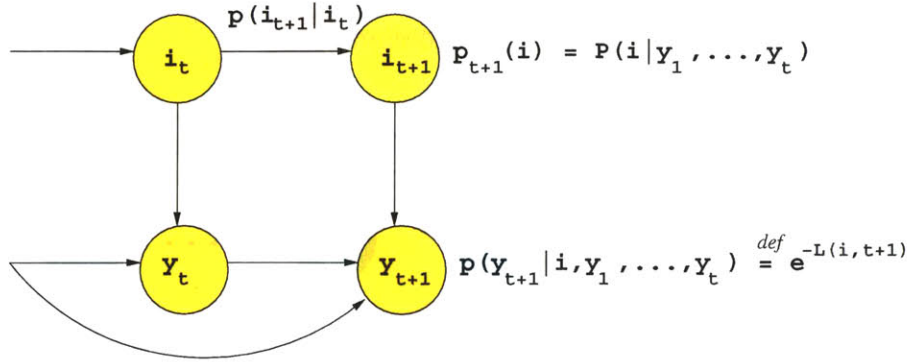 p(i_{t+1}|i_t)
i_t
i_{t+1}
p_{t+1}(i) = P(i|y_1,...,y_t)
y_t
y_{t+1}
p(y_{t+1}|i,y_1,...,y_t) \stackrel{def}{=} e^{-L(i,t+1)}